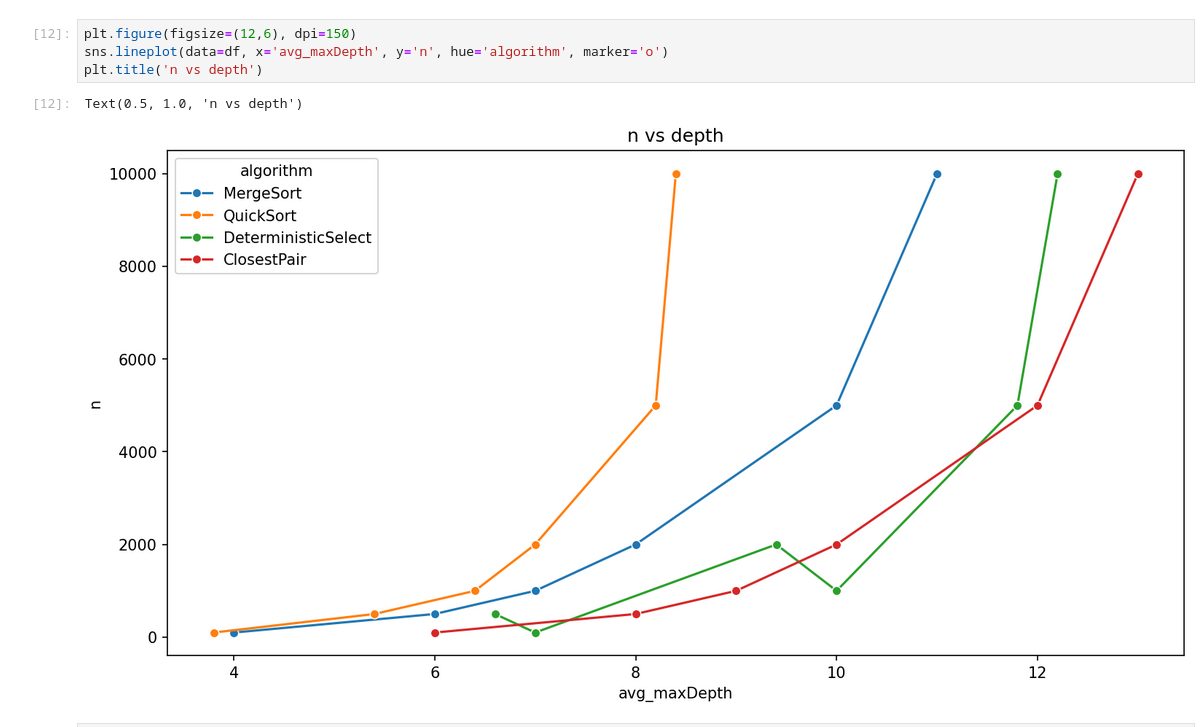 [12]: plt.figure(figsize=(12,6), dpi=150)
sns.lineplot(data=df, x='avg_maxDepth', y='n', hue='algorithm', marker='o')
plt.title('n vs depth')
[12]: Text(0.5, 1.0, 'n vs depth')
n vs depth
algorithm
MergeSort
QuickSort
DeterministicSelect
ClosestPair
10000
8000
6000
4000
2000
0
n
4 6 8 10 12
avg_maxDepth